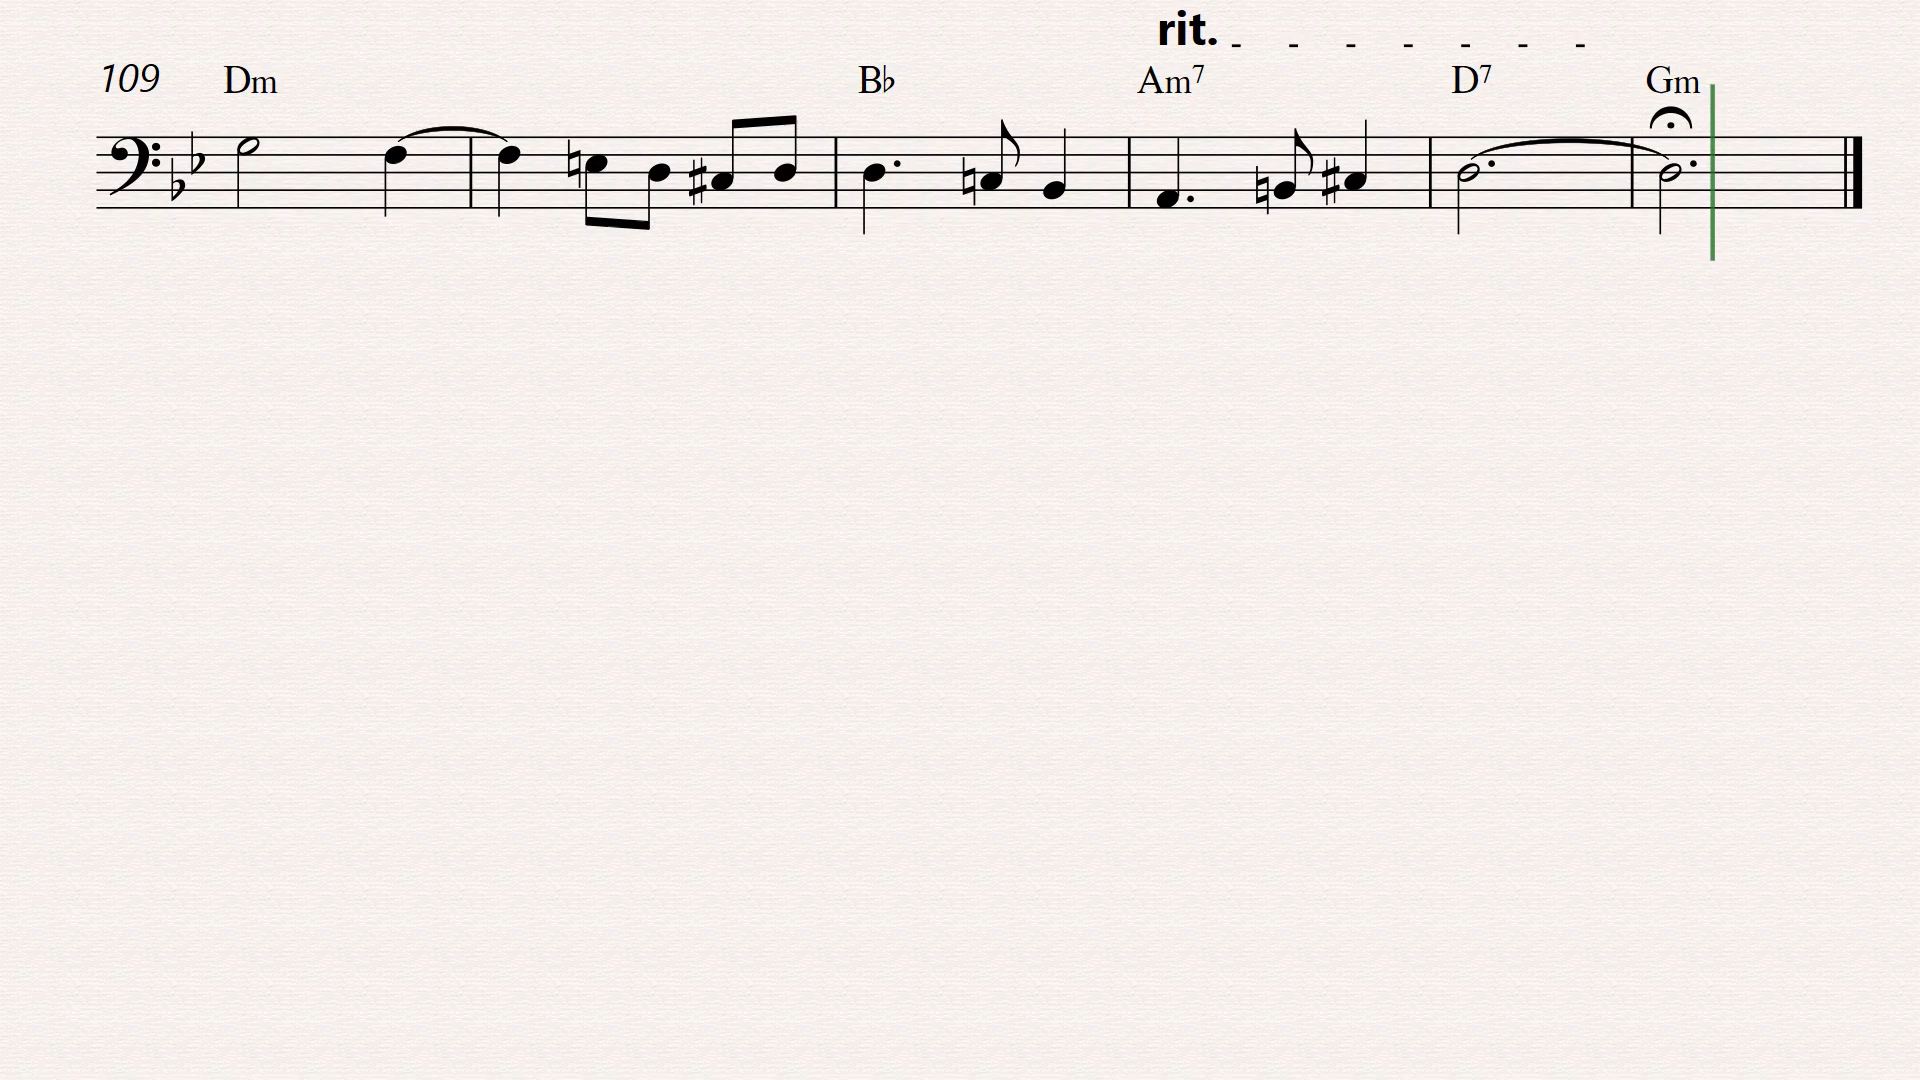 rit. - - - - - - -
109 Dm B♭ Am7 D7 Gm